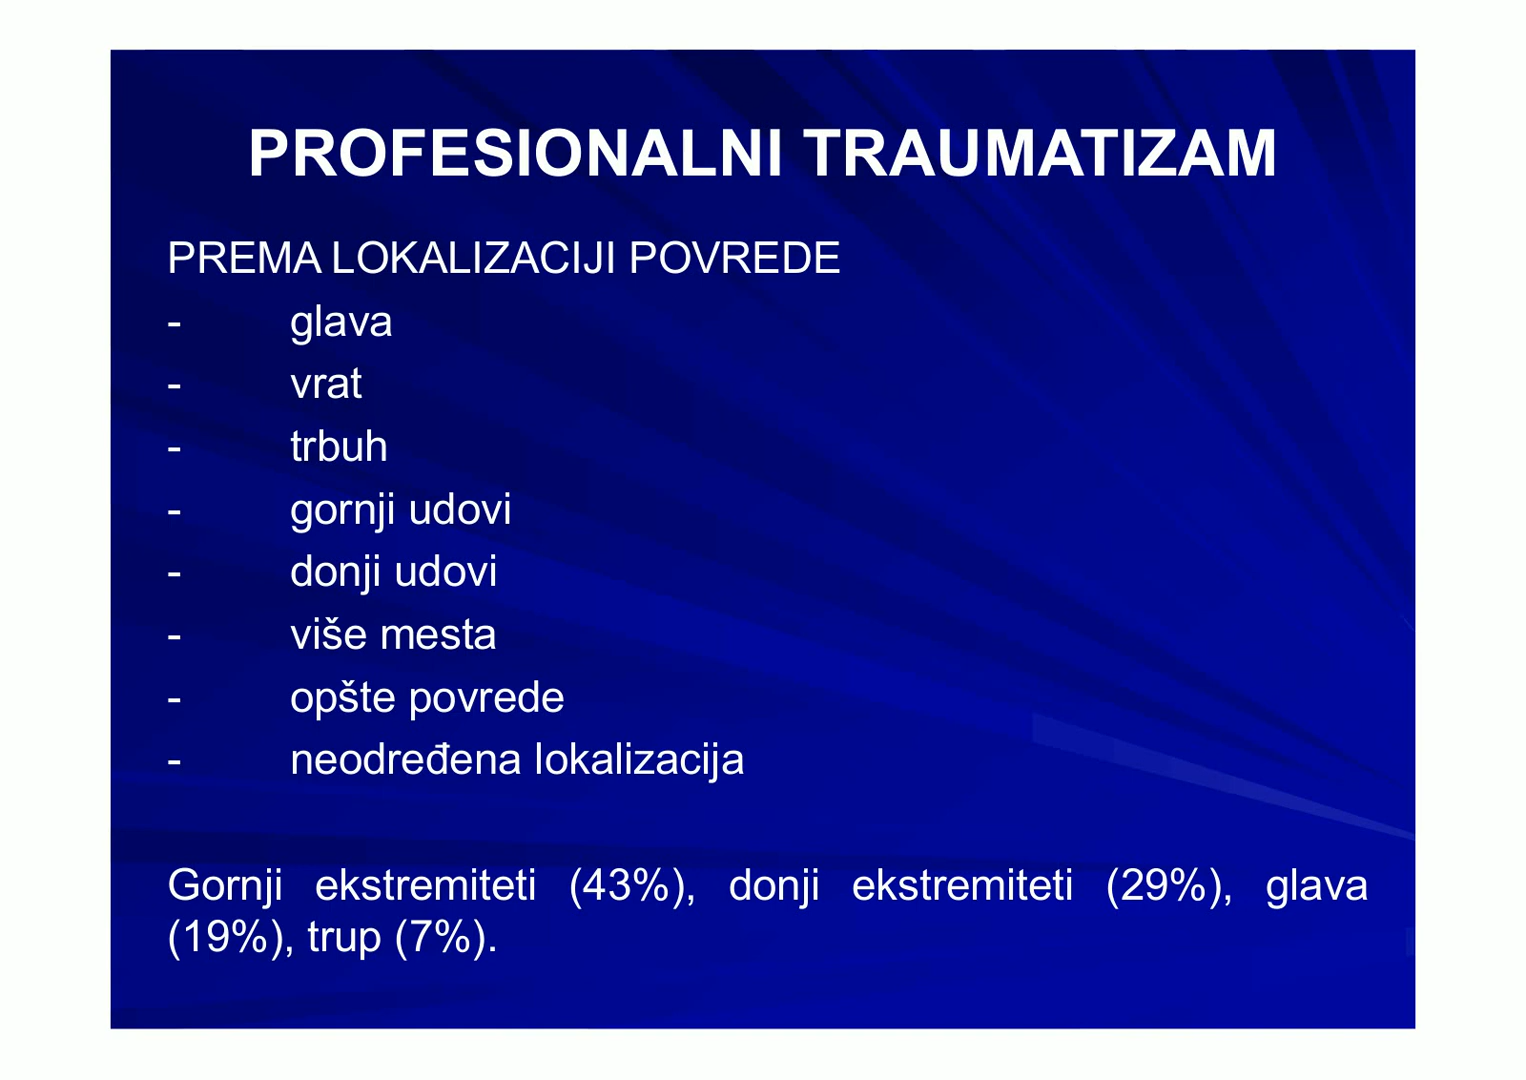 PROFESIONALNI TRAUMATIZAM
PREMA LOKALIZACIJI POVREDE
- glava
- vrat
- trbuh
- gornji udovi
- donji udovi
- više mesta
- opšte povrede
- neodređena lokalizacija
Gornji ekstremiteti (43%), donji ekstremiteti (29%), glava
(19%), trup (7%).